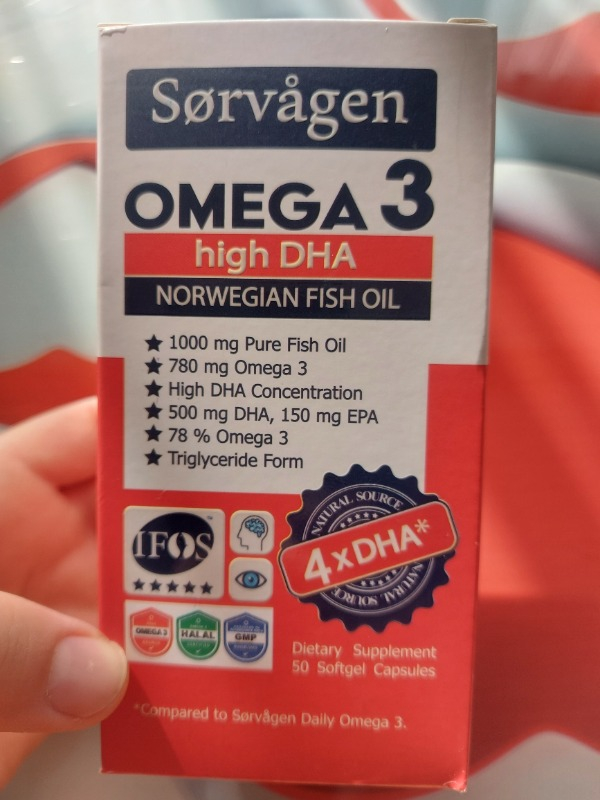 Sørvågen
OMEGA 3
high DHA
NORWEGIAN FISH OIL
1000 mg Pure Fish Oil
780 mg Omega 3
High DHA Concentration
500 mg DHA, 150 mg EPA
78 % Omega 3
Triglyceride Form
IFOS
NATURAL SOURCE
4xDHA*
NATURAL SOURCE
OMEGA 3
HALAL
GMP
Dietary Supplement
50 Softgel Capsules
*Compared to Sørvågen Daily Omega 3.